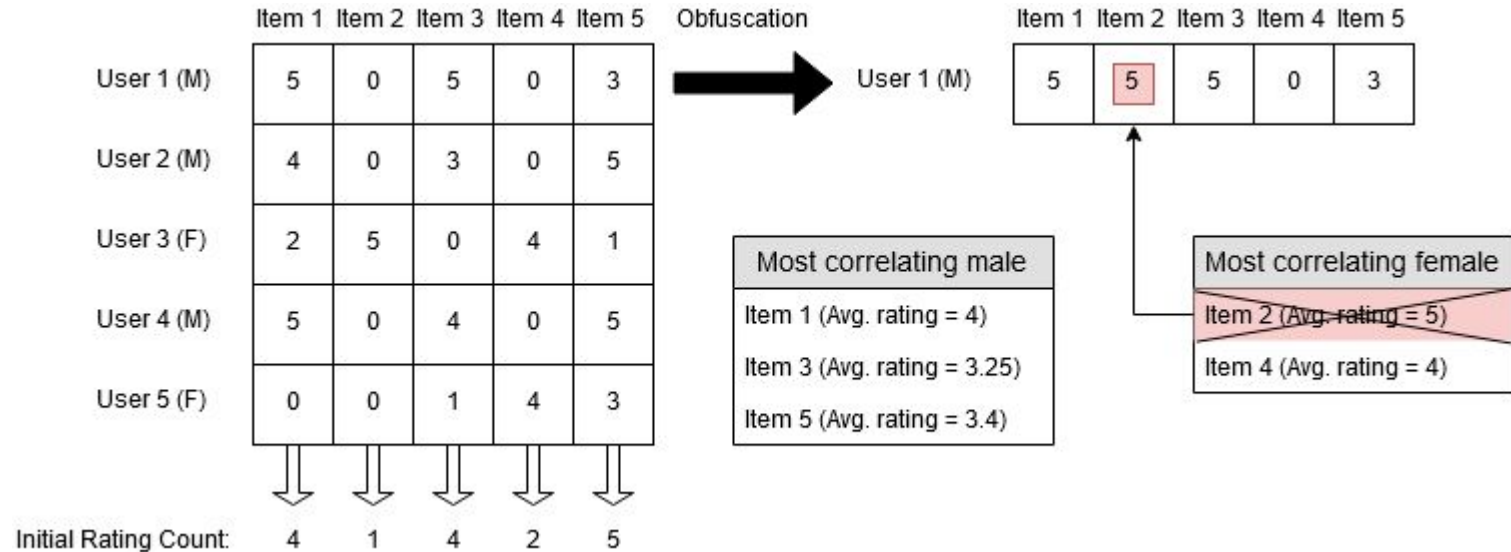 Item 1 Item 2 Item 3 Item 4 Item 5
Obfuscation
Item 1 Item 2 Item 3 Item 4 Item 5
User 1 (M) 5 0 5 0 3
User 1 (M) 5 5 5 0 3
User 2 (M) 4 0 3 0 5
User 3 (F) 2 5 0 4 1
User 4 (M) 5 0 4 0 5
User 5 (F) 0 0 1 4 3
Initial Rating Count: 4 1 4 2 5
Most correlating male
Item 1 (Avg. rating = 4)
Item 3 (Avg. rating = 3.25)
Item 5 (Avg. rating = 3.4)
Most correlating female
Item 2 (Avg. rating = 5)
Item 4 (Avg. rating = 4)